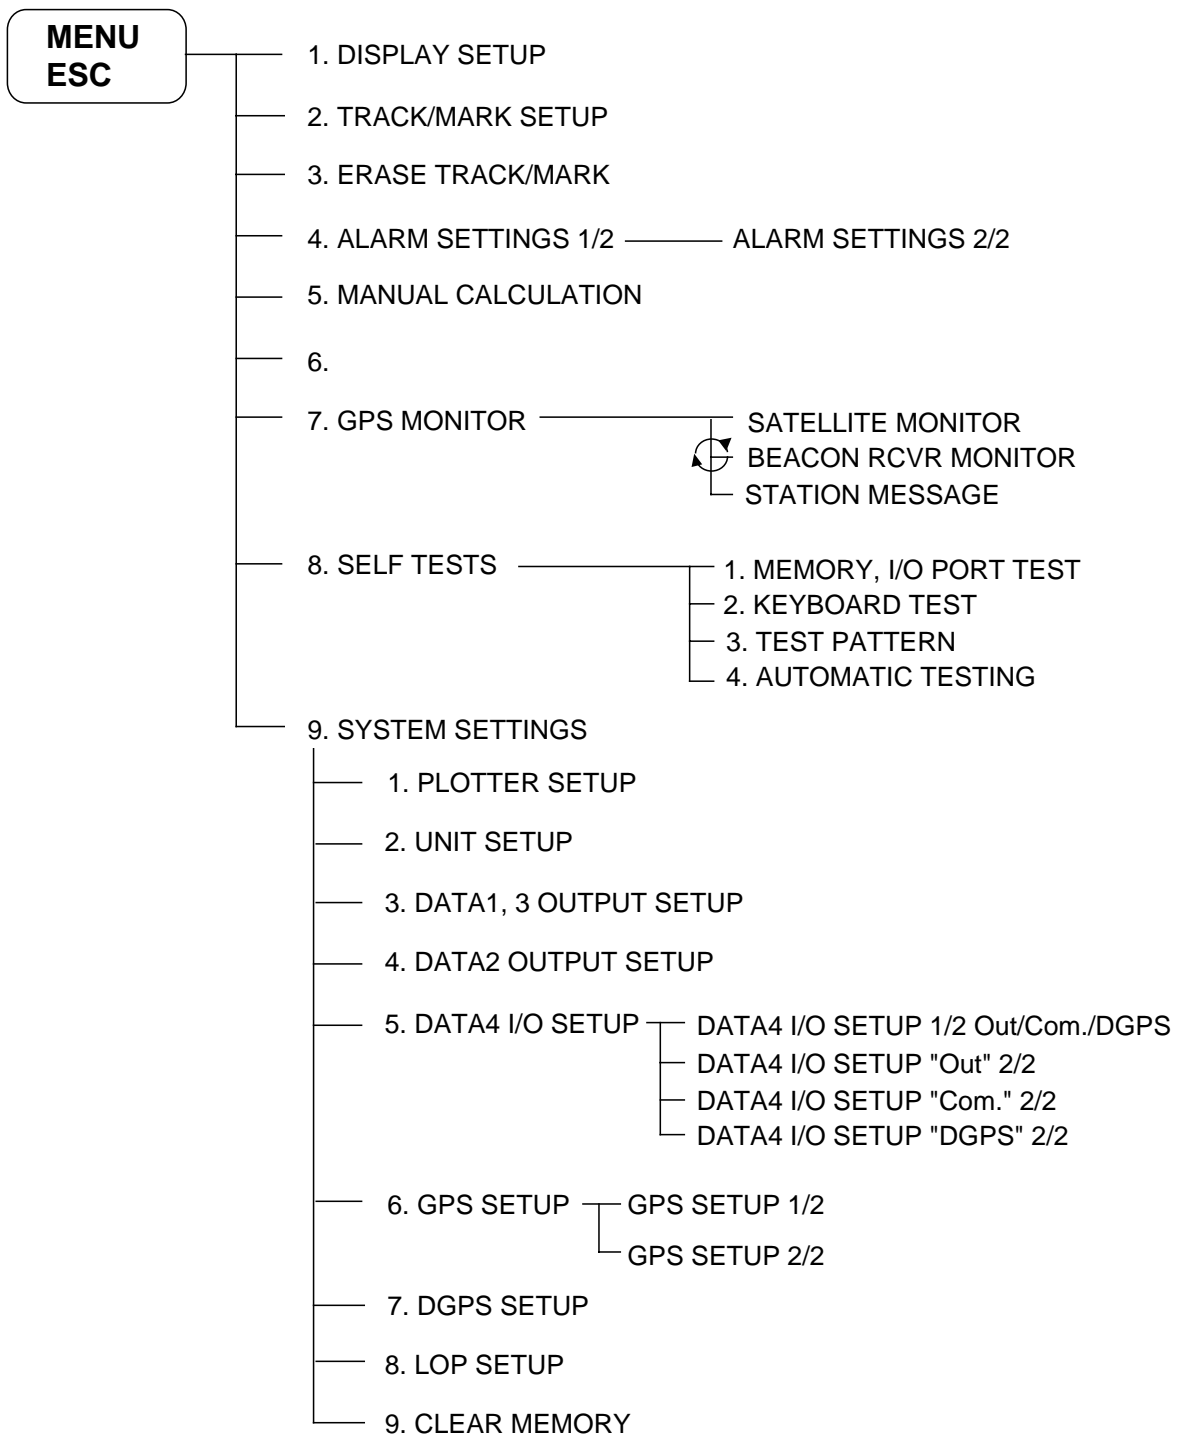 MENU
ESC
1. DISPLAY SETUP
2. TRACK/MARK SETUP
3. ERASE TRACK/MARK
4. ALARM SETTINGS 1/2
ALARM SETTINGS 2/2
5. MANUAL CALCULATION
6.
7. GPS MONITOR
SATELLITE MONITOR
BEACON RCVR MONITOR
STATION MESSAGE
8. SELF TESTS
1. MEMORY, I/O PORT TEST
2. KEYBOARD TEST
3. TEST PATTERN
4. AUTOMATIC TESTING
9. SYSTEM SETTINGS
1. PLOTTER SETUP
2. UNIT SETUP
3. DATA1, 3 OUTPUT SETUP
4. DATA2 OUTPUT SETUP
5. DATA4 I/O SETUP
DATA4 I/O SETUP 1/2 Out/Com./DGPS
DATA4 I/O SETUP "Out" 2/2
DATA4 I/O SETUP "Com." 2/2
DATA4 I/O SETUP "DGPS" 2/2
6. GPS SETUP
GPS SETUP 1/2
GPS SETUP 2/2
7. DGPS SETUP
8. LOP SETUP
9. CLEAR MEMORY